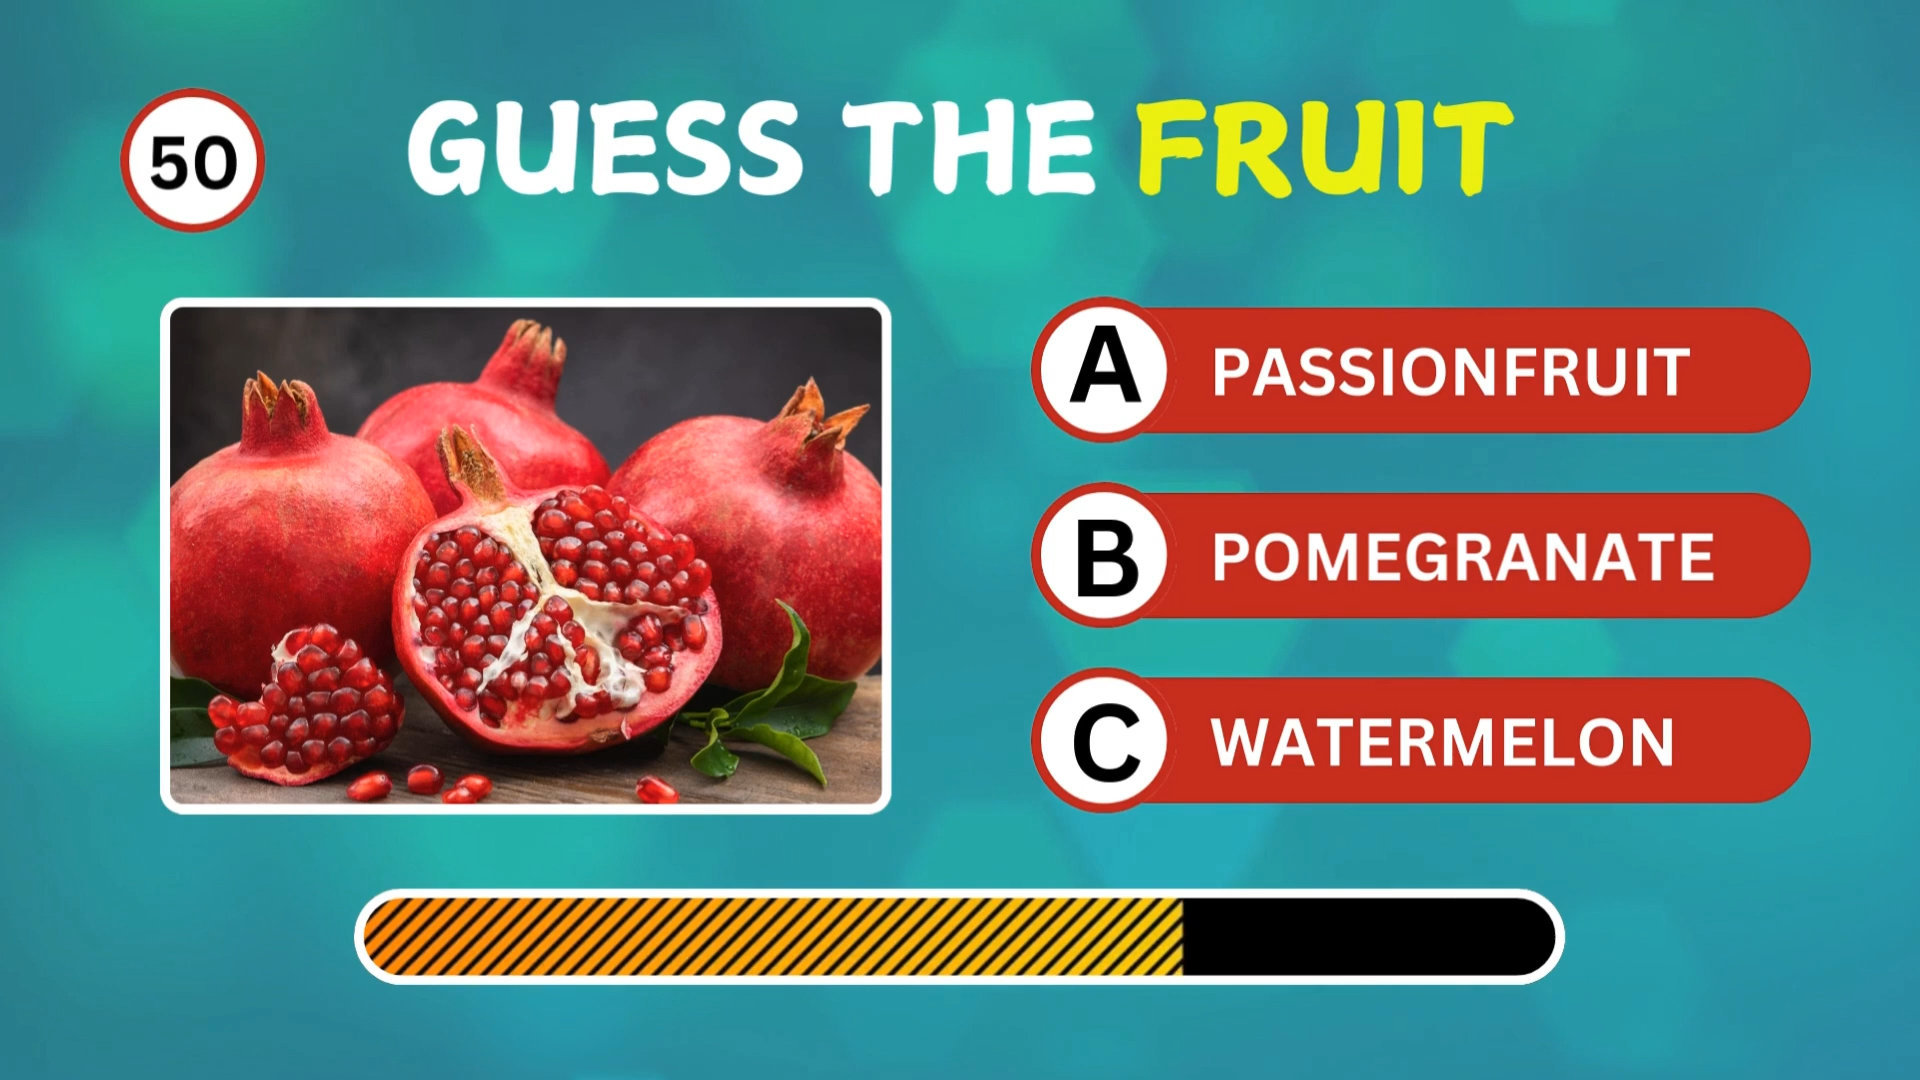 50
GUESS THE FRUIT
A PASSIONFRUIT
B POMEGRANATE
C WATERMELON